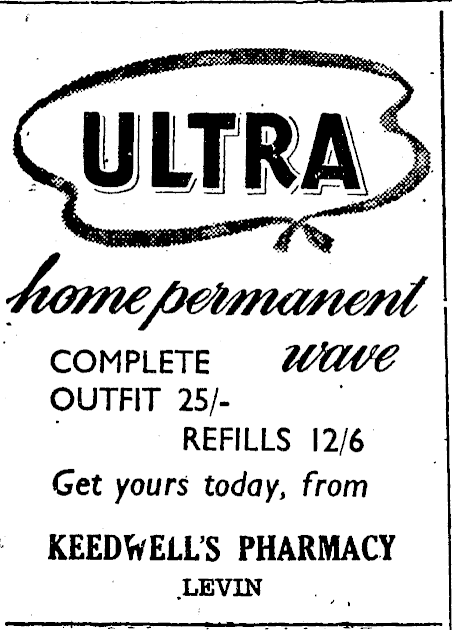 ULTRA
home permanent
wave
COMPLETE
OUTFIT 25/-
REFILLS 12/6
Get yours today, from
KEEDWELL'S PHARMACY
LEVIN